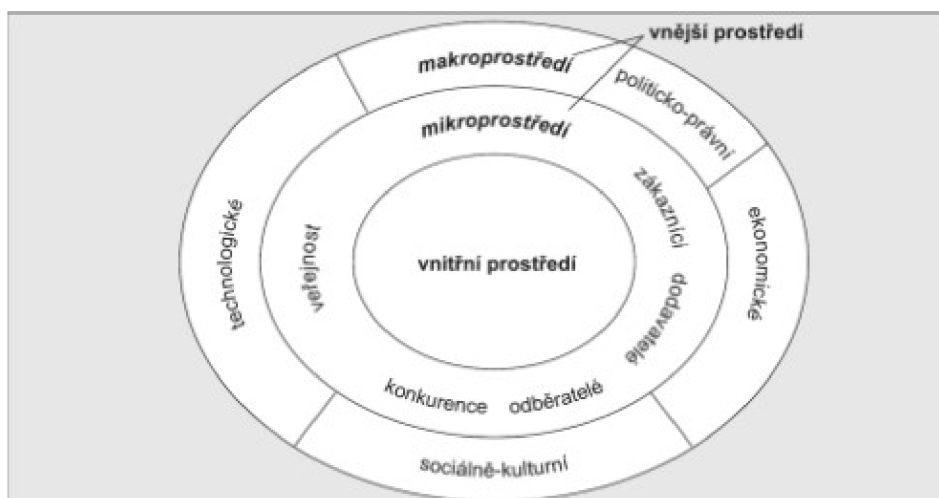 vnější prostředí
makroprostředí
politicko-právní
mikroprostředí
zákazníci
technologické
veřejnost
vnitřní prostředí
ekonomické
dodavatelé
konkurence
odběratelé
sociálně-kulturní